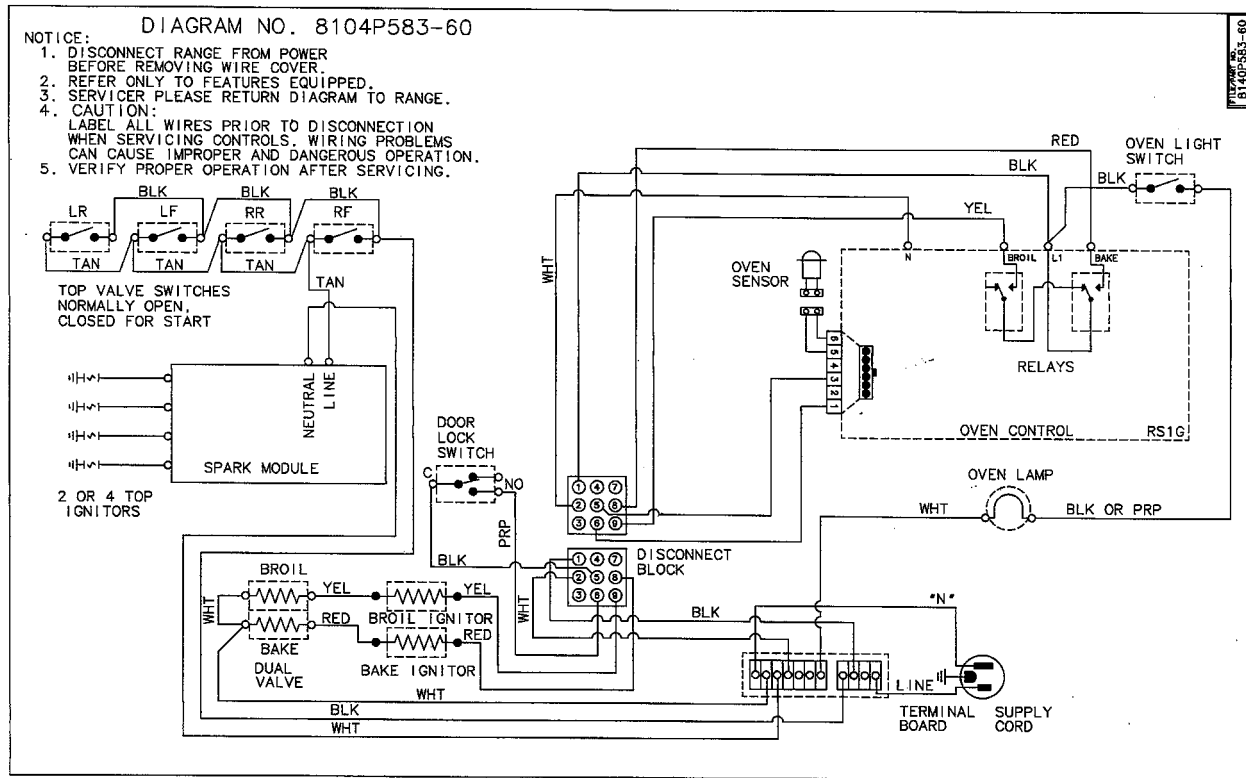 DIAGRAM NO. 8104P583-60
NOTICE:
1. DISCONNECT RANGE FROM POWER
BEFORE REMOVING WIRE COVER.
2. REFER ONLY TO FEATURES EQUIPPED.
3. SERVICER PLEASE RETURN DIAGRAM TO RANGE.
4. CAUTION:
LABEL ALL WIRES PRIOR TO DISCONNECTION
WHEN SERVICING CONTROLS. WIRING PROBLEMS
CAN CAUSE IMPROPER AND DANGEROUS OPERATION.
5. VERIFY PROPER OPERATION AFTER SERVICING.
FILE/PART NO.
8140P583-60
BLK
BLK
BLK
LR
LF
RR
RF
TAN
TAN
TAN
TAN
TOP VALVE SWITCHES
NORMALLY OPEN,
CLOSED FOR START
NEUTRAL
LINE
SPARK MODULE
2 OR 4 TOP
IGNITORS
RED
BLK
BLK
OVEN LIGHT
SWITCH
YEL
WHT
OVEN
SENSOR
N
BROIL
L1
BAKE
RELAYS
6
5
4
3
2
1
OVEN CONTROL
RS1G
DOOR
LOCK
SWITCH
C
NO
PRP
BLK
1 4 7
2 5 8
3 6 9
OVEN LAMP
WHT
BLK OR PRP
1 4 7
2 5 8
3 6 9
DISCONNECT
BLOCK
WHT
BLK
BROIL
WHT
YEL
YEL
BROIL IGNITOR
RED
RED
BAKE
BAKE IGNITOR
DUAL
VALVE
WHT
BLK
WHT
"N"
LINE
TERMINAL
BOARD
SUPPLY
CORD